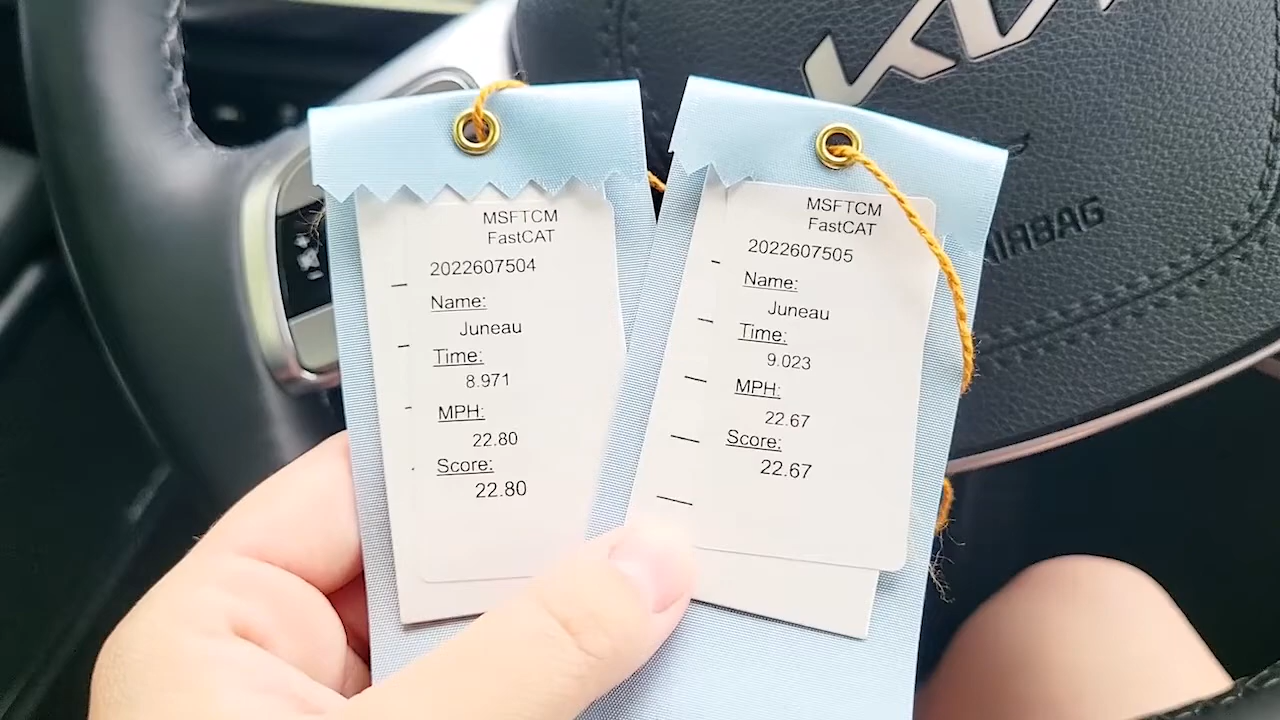 MSFTCM
FastCAT
2022607504
Name:
Juneau
Time:
8.971
MPH:
22.80
Score:
22.80
MSFTCM
FastCAT
2022607505
Name:
Juneau
Time:
9.023
MPH:
22.67
Score:
22.67
AIRBAG